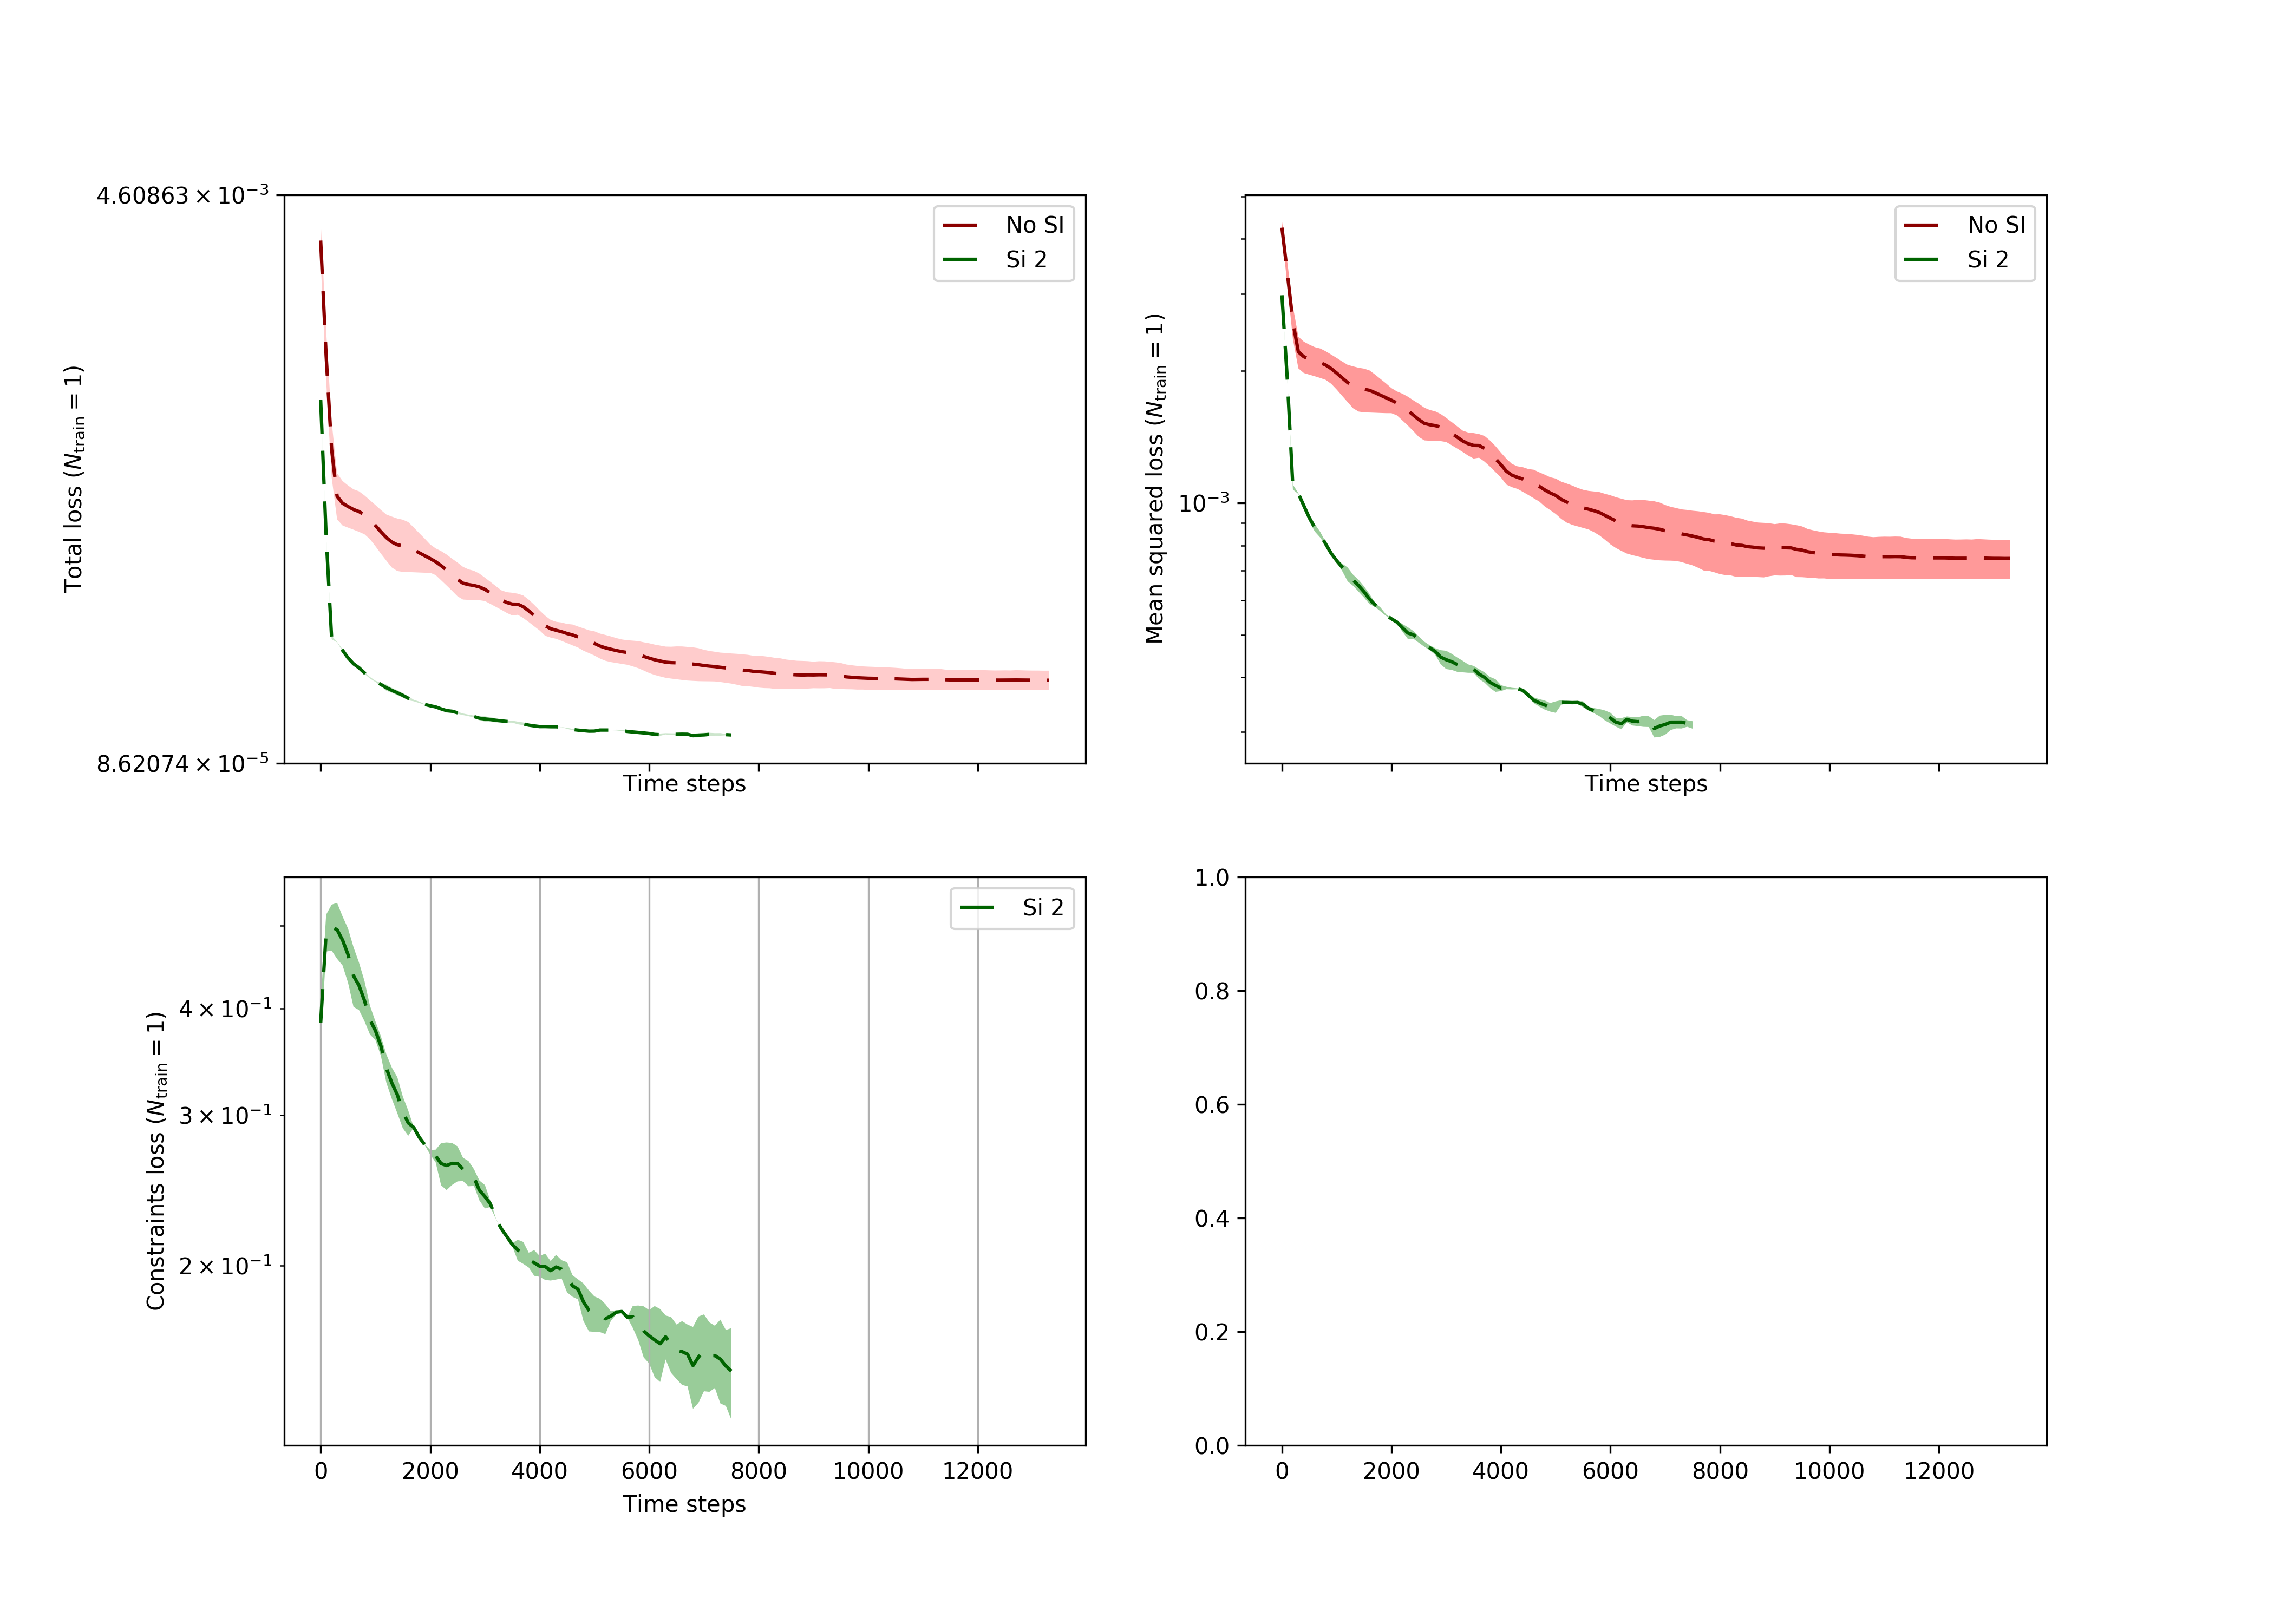 4.60863 × 10⁻³
Total loss (N_train = 1)
8.62074 × 10⁻⁵
No SI
Si 2
Time steps
Mean squared loss (N_train = 1)
10⁻³
No SI
Si 2
Time steps
Constraints loss (N_train = 1)
4 × 10⁻¹
3 × 10⁻¹
2 × 10⁻¹
Si 2
0 2000 4000 6000 8000 10000 12000
Time steps
1.0
0.8
0.6
0.4
0.2
0.0
0 2000 4000 6000 8000 10000 12000